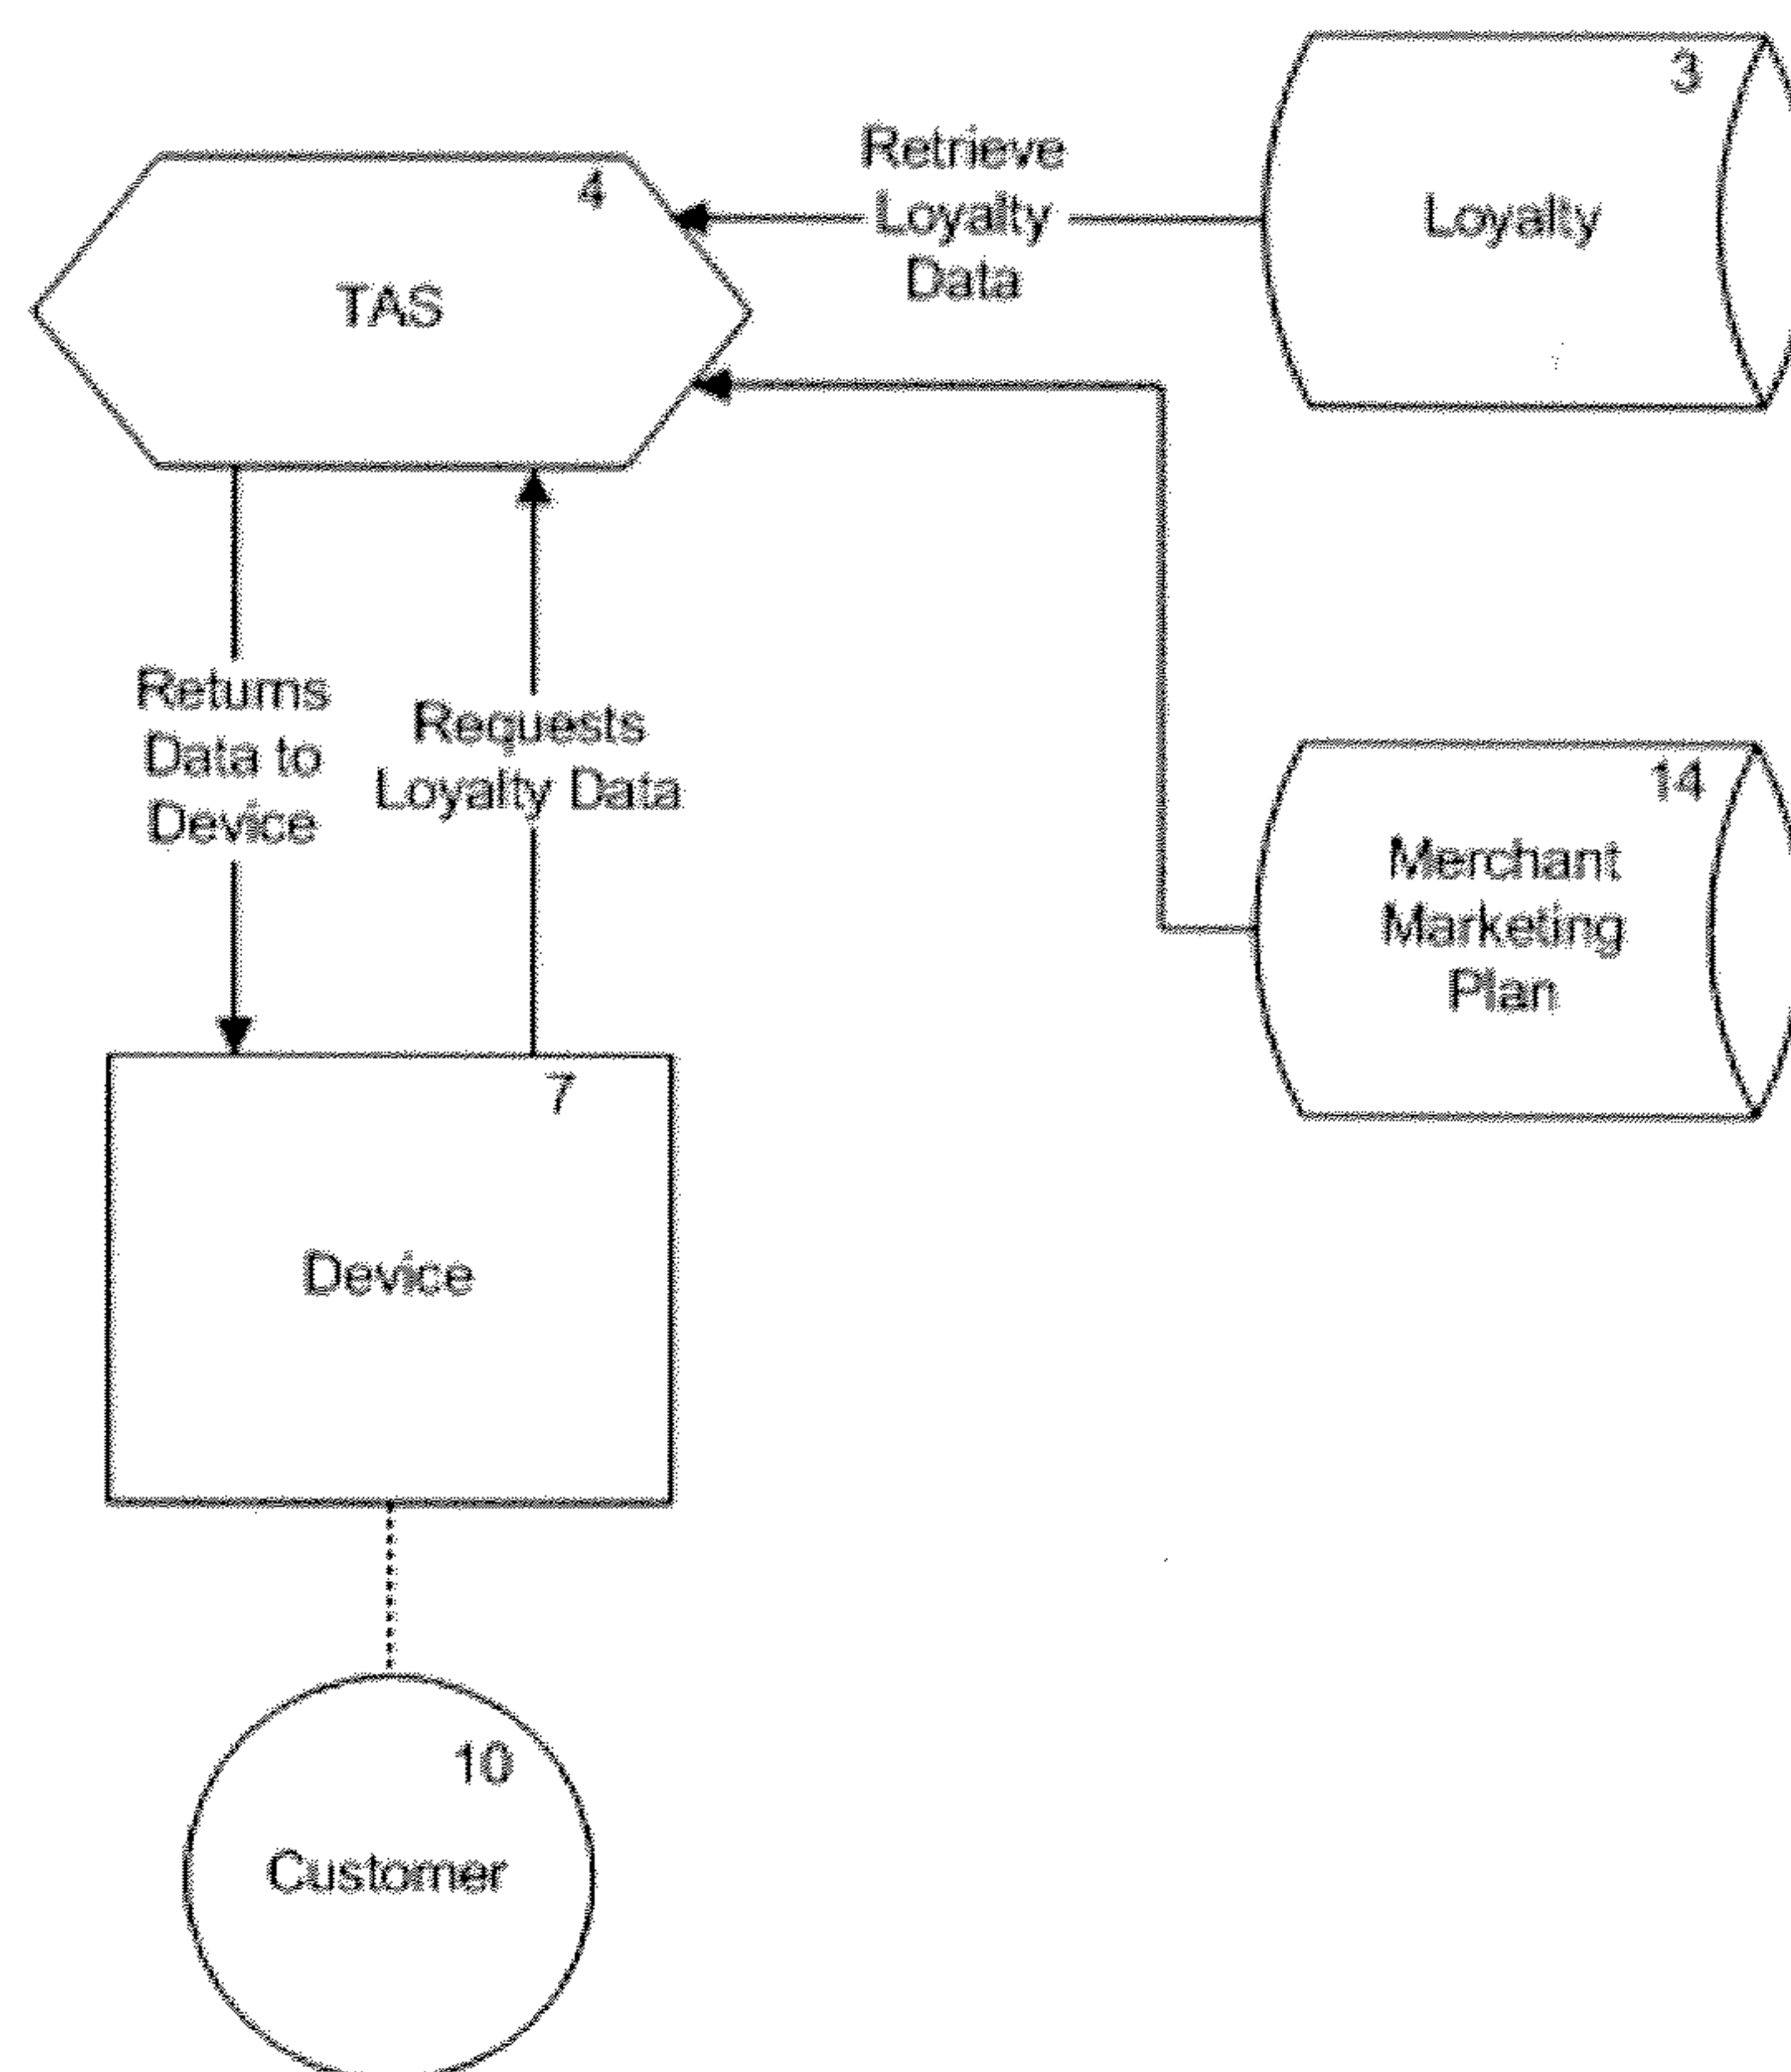 3
Loyalty
Retrieve
Loyalty
Data
4
TAS
Returns
Data to
Device
Requests
Loyalty Data
14
Merchant
Marketing
Plan
7
Device
10
Customer